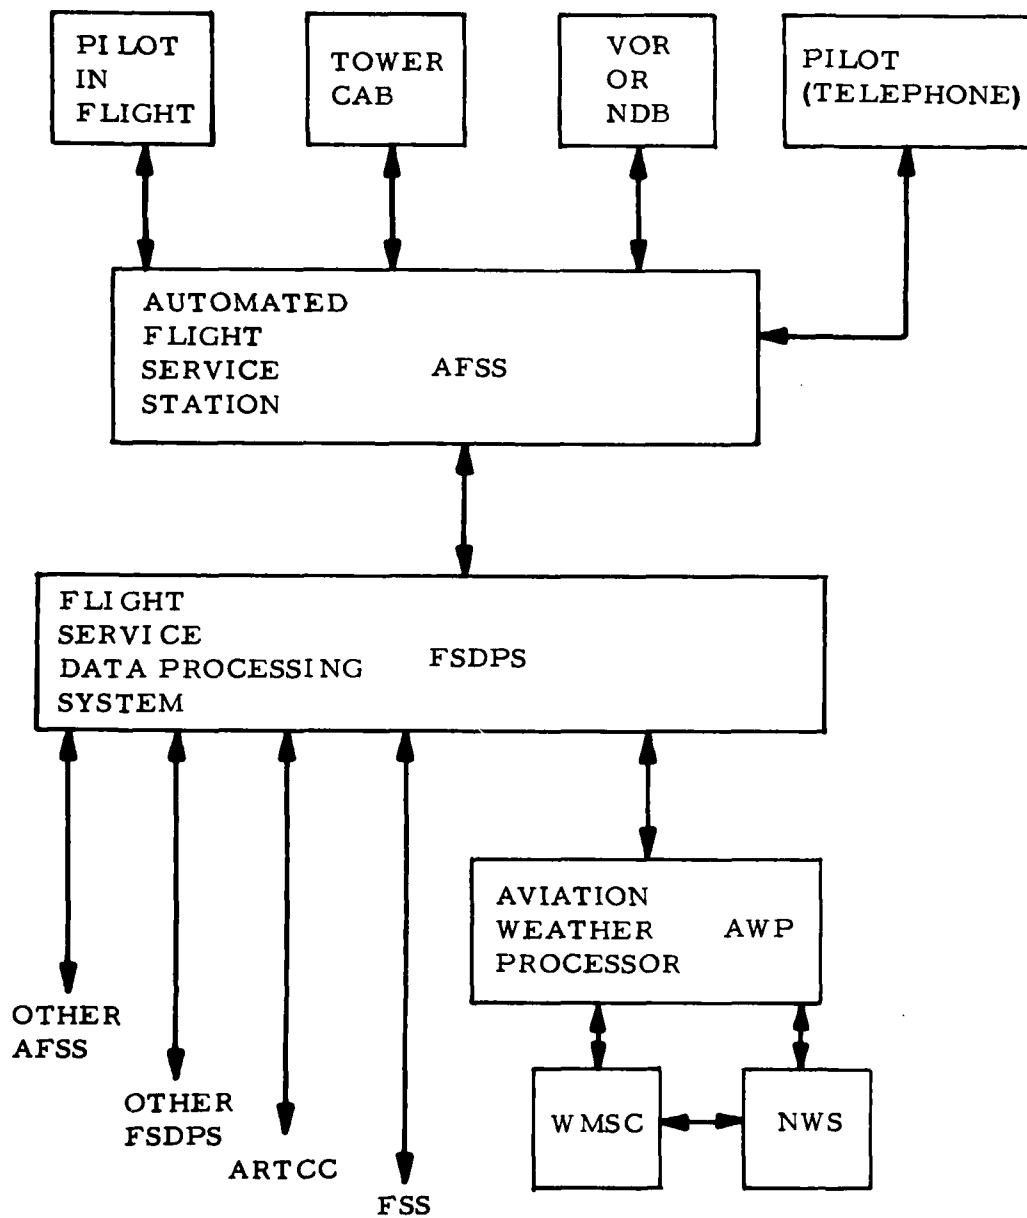 PILOT
IN
FLIGHT
TOWER
CAB
VOR
OR
NDB
PILOT
(TELEPHONE)
AUTOMATED
FLIGHT
SERVICE
STATION
AFSS
FLIGHT
SERVICE
DATA PROCESSING
SYSTEM
FSDPS
AVIATION
WEATHER
PROCESSOR
AWP
OTHER
AFSS
OTHER
FSDPS
ARTCC
FSS
WMSC
NWS